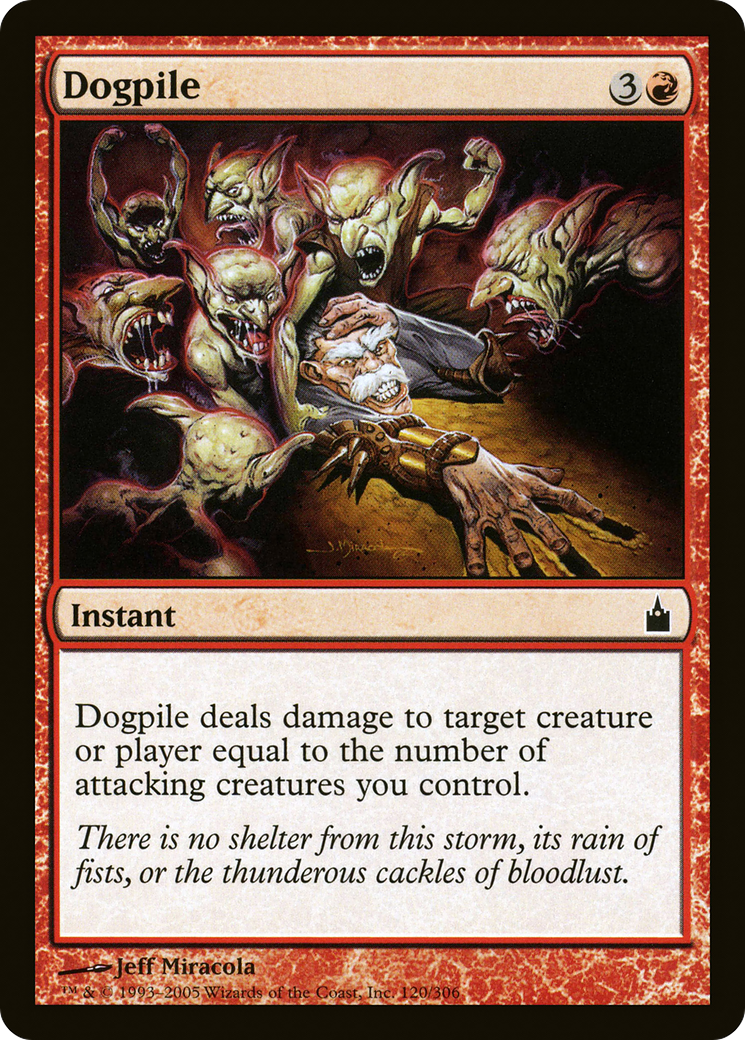 Dogpile
3
J. Miracola
Instant
Dogpile deals damage to target creature
or player equal to the number of
attacking creatures you control.
There is no shelter from this storm, its rain of
fists, or the thunderous cackles of bloodlust.
Jeff Miracola
™ & © 1993–2005 Wizards of the Coast, Inc. 120/306